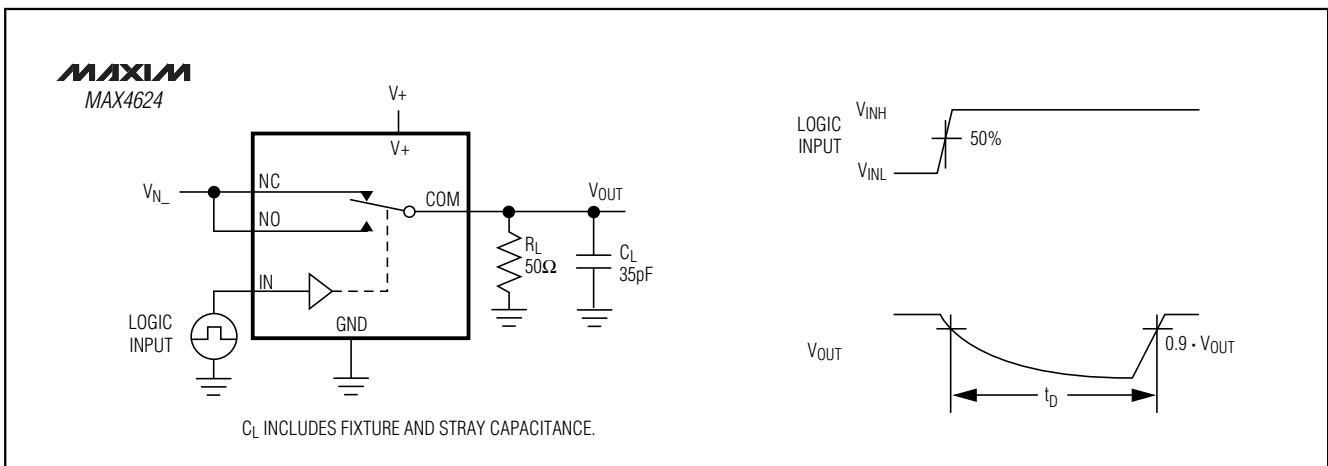 MAXIM
MAX4624
V+
V+
V_N_
NC
NO
COM
V_OUT
IN
R_L
50Ω
C_L
35pF
LOGIC
INPUT
GND
C_L INCLUDES FIXTURE AND STRAY CAPACITANCE.
LOGIC
INPUT
V_INH
50%
V_INL
V_OUT
0.9 • V_OUT
t_D